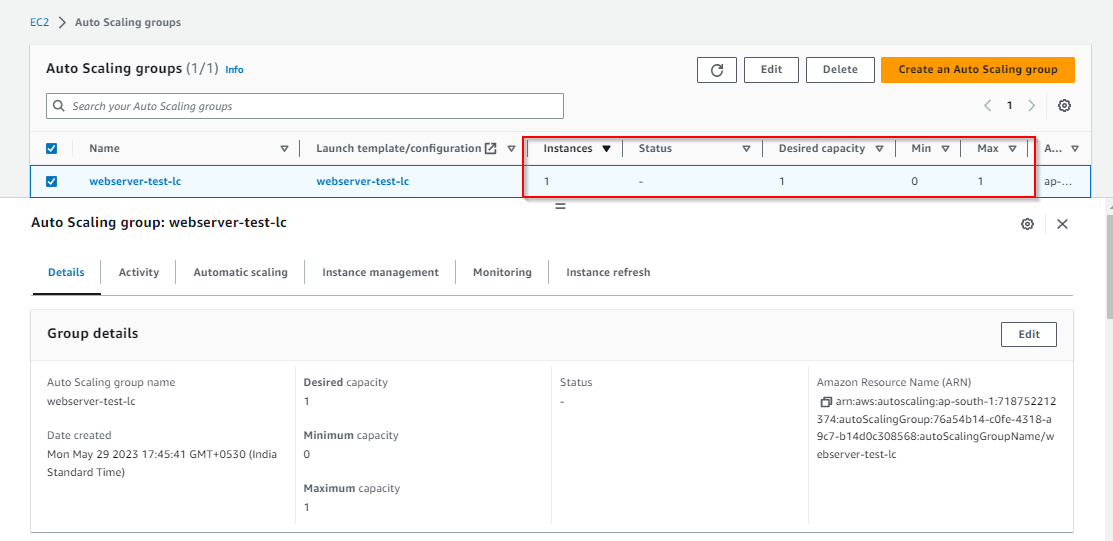 EC2 > Auto Scaling groups
Auto Scaling groups (1/1) Info
Edit
Delete
Create an Auto Scaling group
Search your Auto Scaling groups
1
Name
Launch template/configuration
Instances
Status
Desired capacity
Min
Max
A...
webserver-test-lc
webserver-test-lc
1
-
1
0
1
ap-...
Auto Scaling group: webserver-test-lc
Details
Activity
Automatic scaling
Instance management
Monitoring
Instance refresh
Group details
Edit
Auto Scaling group name
webserver-test-lc
Date created
Mon May 29 2023 17:45:41 GMT+0530 (India
Standard Time)
Desired capacity
1
Minimum capacity
0
Maximum capacity
1
Status
-
Amazon Resource Name (ARN)
arn:aws:autoscaling:ap-south-1:718752212
374:autoScalingGroup:76a54b14-c0fe-4318-a
9c7-b14d0c308568:autoScalingGroupName/w
ebserver-test-lc